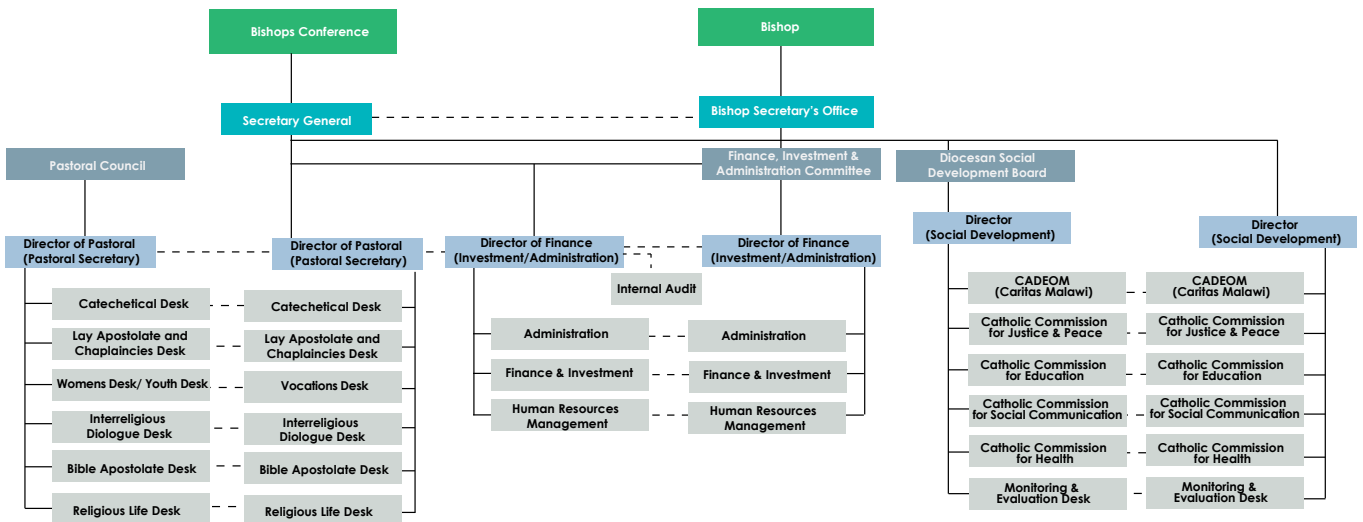 Bishops Conference
Bishop
Secretary General
Bishop Secretary's Office
Pastoral Council
Finance, Investment &
Administration Committee
Diocesan Social
Development Board
Director of Pastoral
(Pastoral Secretary)
Director of Pastoral
(Pastoral Secretary)
Director of Finance
(Investment/Administration)
Director of Finance
(Investment/Administration)
Director
(Social Development)
Director
(Social Development)
Internal Audit
Catechetical Desk
Catechetical Desk
Lay Apostolate and
Chaplaincies Desk
Lay Apostolate and
Chaplaincies Desk
Womens Desk/ Youth Desk
Vocations Desk
Interreligious
Diologue Desk
Interreligious
Diologue Desk
Bible Apostolate Desk
Bible Apostolate Desk
Religious Life Desk
Religious Life Desk
Administration
Administration
Finance & Investment
Finance & Investment
Human Resources
Management
Human Resources
Management
CADEOM
(Caritas Malawi)
CADEOM
(Caritas Malawi)
Catholic Commission
for Justice & Peace
Catholic Commission
for Justice & Peace
Catholic Commission
for Education
Catholic Commission
for Education
Catholic Commission
for Social Communication
Catholic Commission
for Social Communication
Catholic Commission
for Health
Catholic Commission
for Health
Monitoring &
Evaluation Desk
Monitoring &
Evaluation Desk